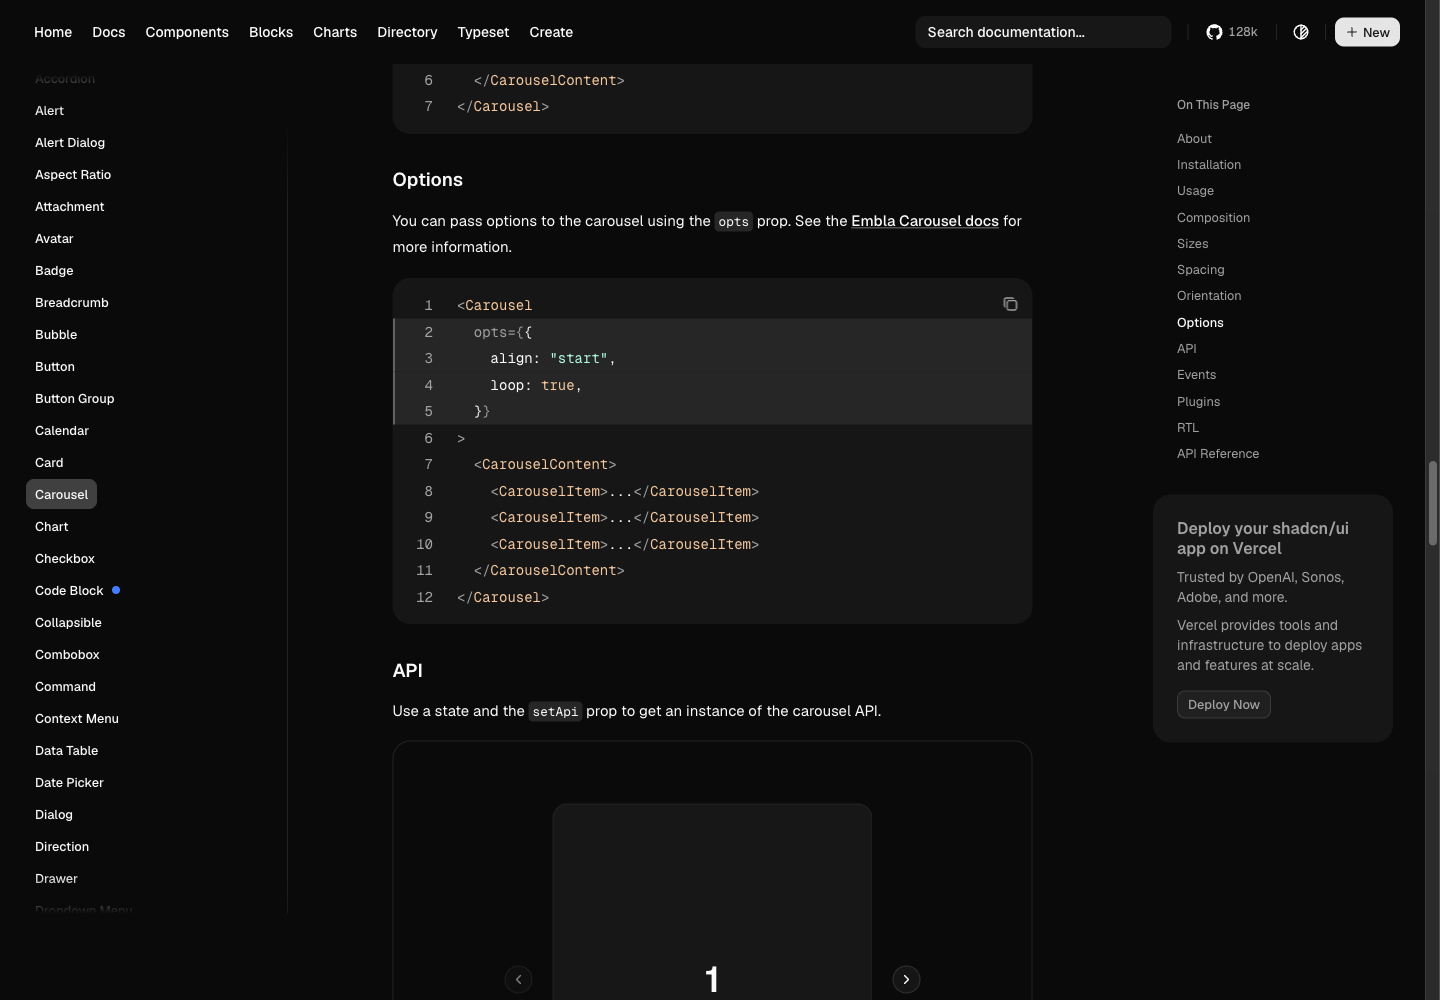 Home Docs Components Blocks Charts Directory Typeset Create
Search documentation...
128k
New
Accordion
Alert
Alert Dialog
Aspect Ratio
Attachment
Avatar
Badge
Breadcrumb
Bubble
Button
Button Group
Calendar
Card
Carousel
Chart
Checkbox
Code Block
Collapsible
Combobox
Command
Context Menu
Data Table
Date Picker
Dialog
Direction
Drawer
Dropdown Menu
6 </CarouselContent>
7 </Carousel>
Options
You can pass options to the carousel using the opts prop. See the Embla Carousel docs for
more information.
1 <Carousel
2 opts={{
3 align: "start",
4 loop: true,
5 }}
6 >
7 <CarouselContent>
8 <CarouselItem>...</CarouselItem>
9 <CarouselItem>...</CarouselItem>
10 <CarouselItem>...</CarouselItem>
11 </CarouselContent>
12 </Carousel>
API
Use a state and the setApi prop to get an instance of the carousel API.
1
On This Page
About
Installation
Usage
Composition
Sizes
Spacing
Orientation
Options
API
Events
Plugins
RTL
API Reference
Deploy your shadcn/ui
app on Vercel
Trusted by OpenAI, Sonos,
Adobe, and more.
Vercel provides tools and
infrastructure to deploy apps
and features at scale.
Deploy Now